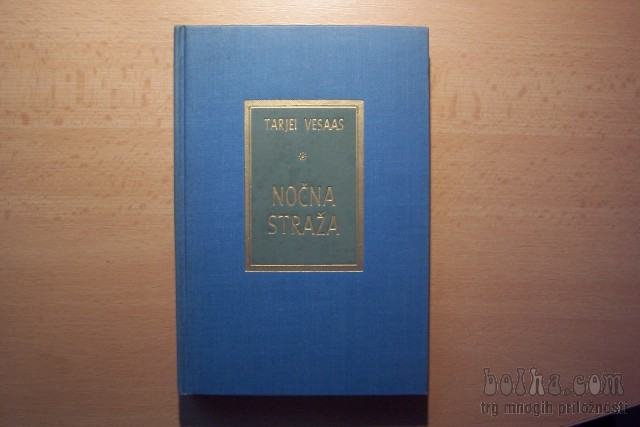 TARJEI VESAAS
*
NOČNA
STRAŽA
bolha.com
trg mnogih priložnosti